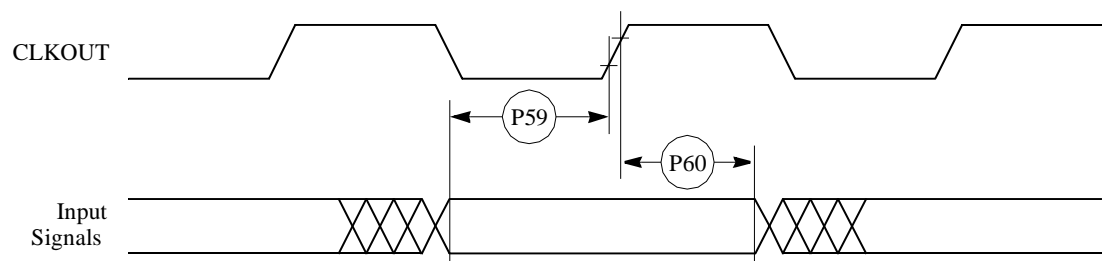 CLKOUT
P59
P60
Input
Signals